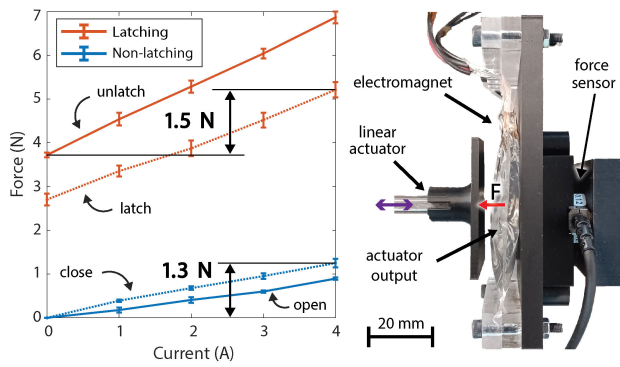 7
6
5
4
3
2
1
0
Force (N)
Latching
Non-latching
unlatch
1.5 N
latch
close
1.3 N
open
0
1
2
3
4
Current (A)
electromagnet
force
sensor
linear
actuator
F
actuator
output
20 mm